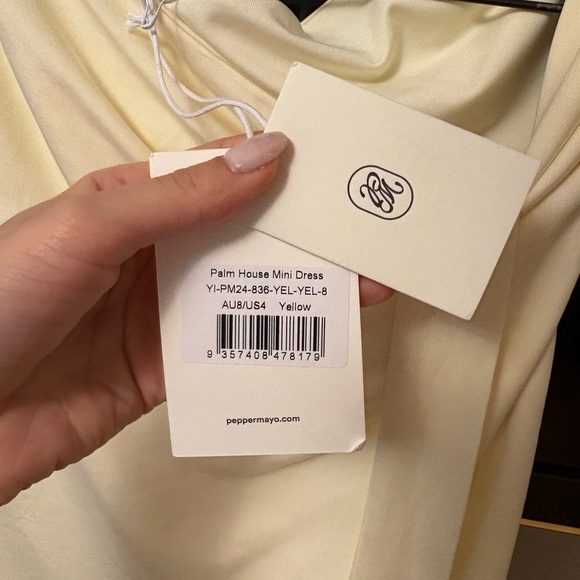 Palm House Mini Dress
YI-PM24-836-YEL-YEL-8
AU8/US4 Yellow
9 357408 478179
peppermayo.com